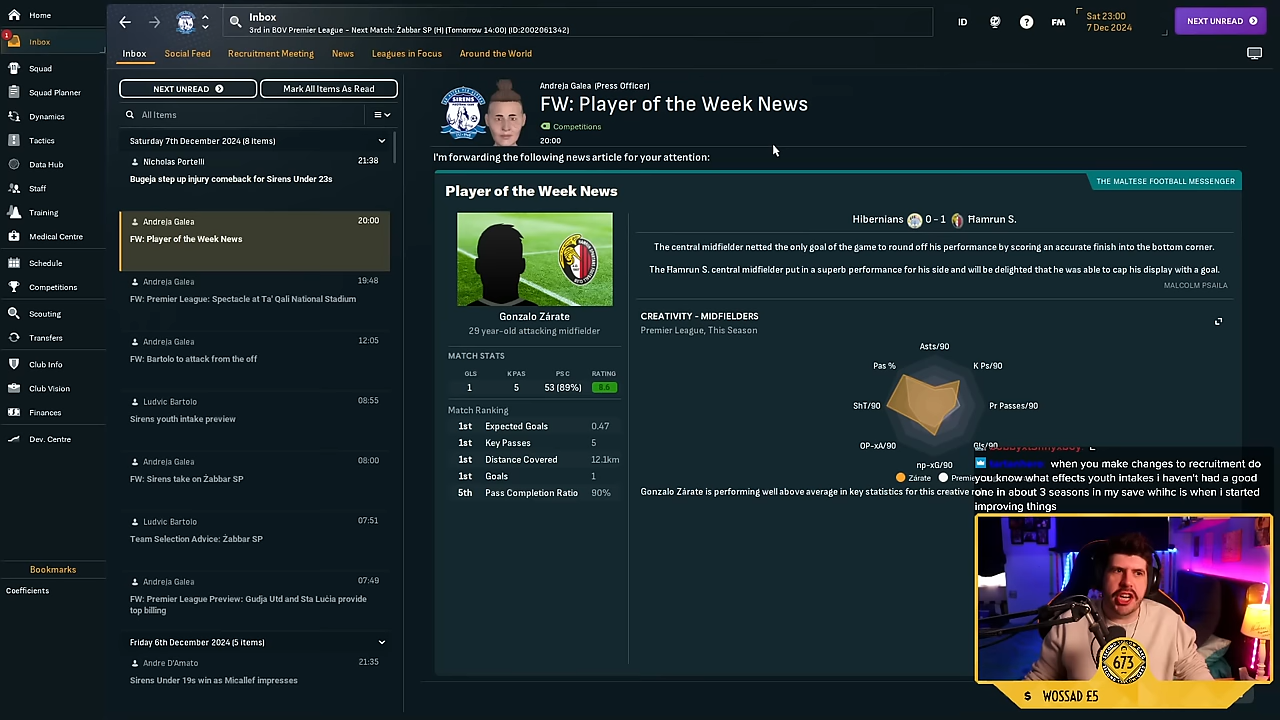 Home
Inbox
3rd in BOV Premier League - Next Match: Żabbar SP (H) (Tomorrow 14:00) (ID:2002061342)
ID
FM
Sat 23:00
7 Dec 2024
NEXT UNREAD
1
Inbox
Squad
Squad Planner
Dynamics
Tactics
Data Hub
Staff
Training
Medical Centre
Schedule
Competitions
Scouting
Transfers
Club Info
Club Vision
Finances
Dev. Centre
Bookmarks
Coefficients
Inbox
Social Feed
Recruitment Meeting
News
Leagues in Focus
Around the World
NEXT UNREAD
Mark All Items As Read
All Items
Saturday 7th December 2024 (8 Items)
Nicholas Portelli
21:38
Bugeja step up injury comeback for Sirens Under 23s
Andreja Galea
20:00
FW: Player of the Week News
Andreja Galea
19:48
FW: Premier League: Spectacle at Ta' Qali National Stadium
Andreja Galea
12:05
FW: Bartolo to attack from the off
Ludvic Bartolo
08:55
Sirens youth intake preview
Andreja Galea
08:00
FW: Sirens take on Żabbar SP
Ludvic Bartolo
07:51
Team Selection Advice: Żabbar SP
Andreja Galea
07:49
FW: Premier League Preview: Gudja Utd and Sta Luċia provide
top billing
Friday 6th December 2024 (5 items)
Andre D'Amato
21:35
Sirens Under 19s win as Micallef impresses
SIRENS
Andreja Galea (Press Officer)
FW: Player of the Week News
Competitions
20:00
I'm forwarding the following news article for your attention:
Player of the Week News
THE MALTESE FOOTBALL MESSENGER
Gonzalo Zárate
29 year-old attacking midfielder
MATCH STATS
GLS K PAS PS C RATING
1 5 53 (89%) 8.6
Match Ranking
1st Expected Goals 0.47
1st Key Passes 5
1st Distance Covered 12.1km
1st Goals 1
5th Pass Completion Ratio 90%
Hibernians 0 - 1 Ħamrun S.
The central midfielder netted the only goal of the game to round off his performance by scoring an accurate finish into the bottom corner.
The Ħamrun S. central midfielder put in a superb performance for his side and will be delighted that he was able to cap his display with a goal.
MALCOLM PSAILA
CREATIVITY - MIDFIELDERS
Premier League, This Season
Asts/90
K Ps/90
Pr Passes/90
Gls/90
np-xG/90
OP-xA/90
ShT/90
Pas %
Zárate
Gonzalo Zárate is performing well above average in key statistics for this creative
when you make changes to recruitment do
you know what effects youth intakes i haven't had a good
one in about 3 seasons in my save whihc is when i started
improving things
673
$ WOSSAD £5